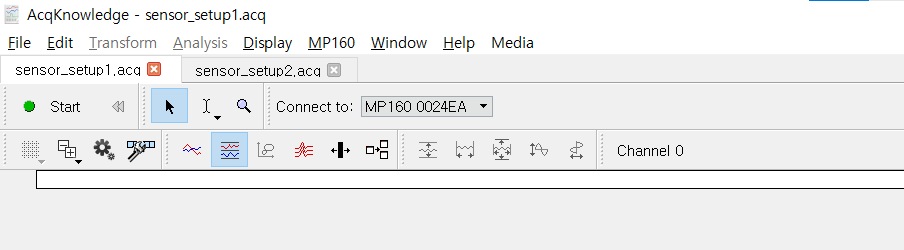 AcqKnowledge - sensor_setup1.acq
File Edit Transform Analysis Display MP160 Window Help Media
sensor_setup1.acq sensor_setup2.acq
Start Connect to: MP160 0024EA
Channel 0